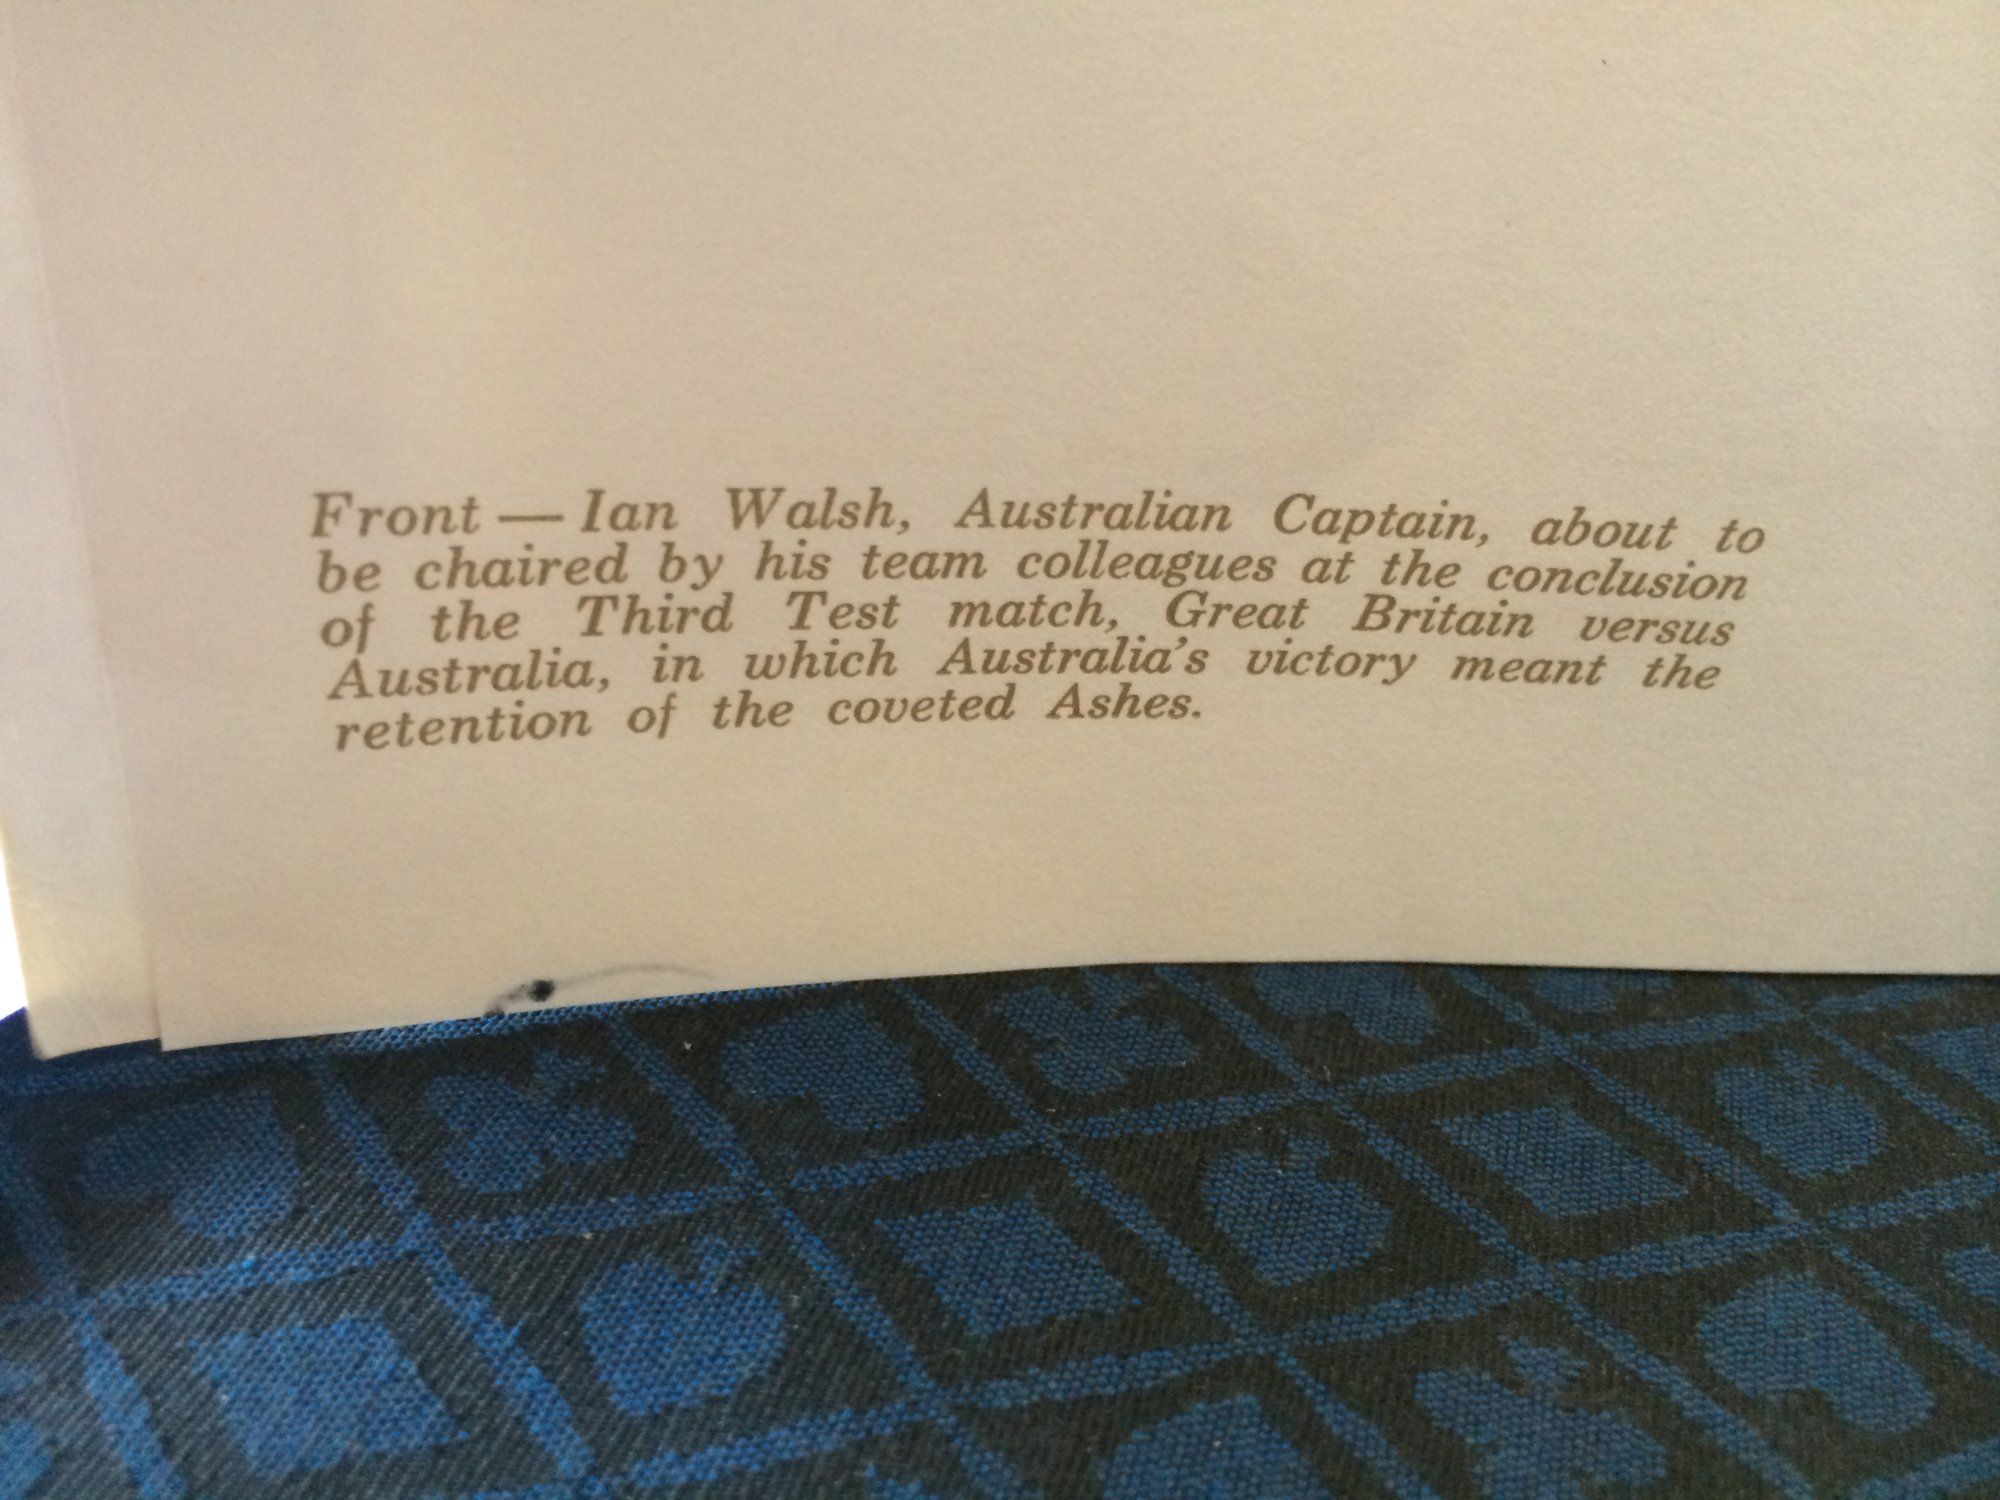 Front — Ian Walsh, Australian Captain, about to
be chaired by his team colleagues at the conclusion
of the Third Test match, Great Britain versus
Australia, in which Australia's victory meant the
retention of the coveted Ashes.